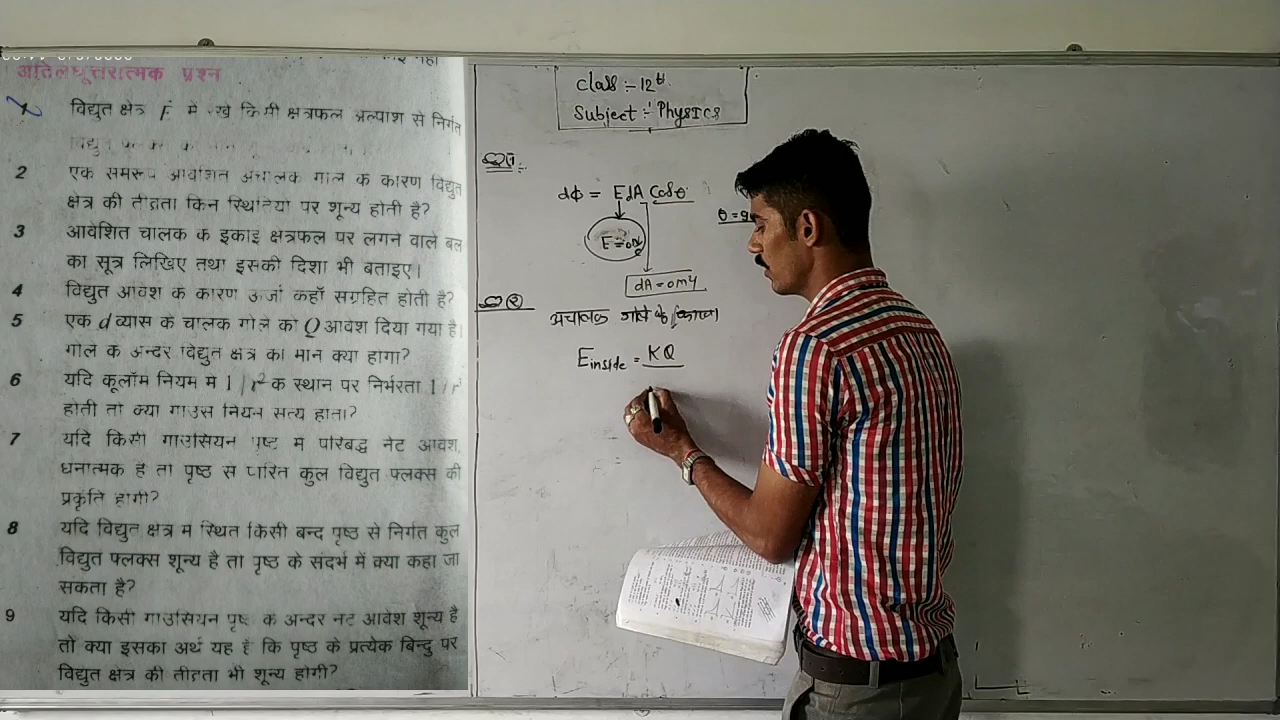 अतिलघूत्तरात्मक प्रश्न
विद्युत क्षेत्र E में रखे किसी क्षेत्रफल अल्पांश से निर्गत
2 एक समरूप आवेशित अचालक गोले के कारण विद्युत
क्षेत्र की तीव्रता किन स्थितियों पर शून्य होती है?
3 आवेशित चालक के इकाई क्षेत्रफल पर लगने वाले बल
का सूत्र लिखिए तथा इसकी दिशा भी बताइए।
4 विद्युत आवेश के कारण ऊर्जा कहाँ संग्रहित होती है?
5 एक d व्यास के चालक गोले को Q आवेश दिया गया है।
गोले के अन्दर विद्युत क्षेत्र का मान क्या होगा?
6 यदि कूलॉम नियम में 1/r² के स्थान पर निर्भरता 1/r³
होती तो क्या गाउस नियम सत्य होता?
7 यदि किसी गाउसियन पृष्ट में परिबद्ध नेट आवेश,
धनात्मक है तो पृष्ठ से पारित कुल विद्युत फ्लक्स की
प्रकृति होगी?
8 यदि विद्युत क्षेत्र में स्थित किसी बन्द पृष्ठ से निर्गत कुल
विद्युत फ्लक्स शून्य है तो पृष्ठ के संदर्भ में क्या कहा जा
सकता है?
9 यदि किसी गाउसियन पृष्ठ के अन्दर नेट आवेश शून्य है
तो क्या इसका अर्थ यह है कि पृष्ठ के प्रत्येक बिन्दु पर
विद्युत क्षेत्र की तीव्रता भी शून्य होगी?
Class :- 12th
Subject :- PhySICS
dϕ = EdA Cosθ
θ = 9
E =
dA = 0 m^4
अचालक गोले के कारण
Einside = KQ